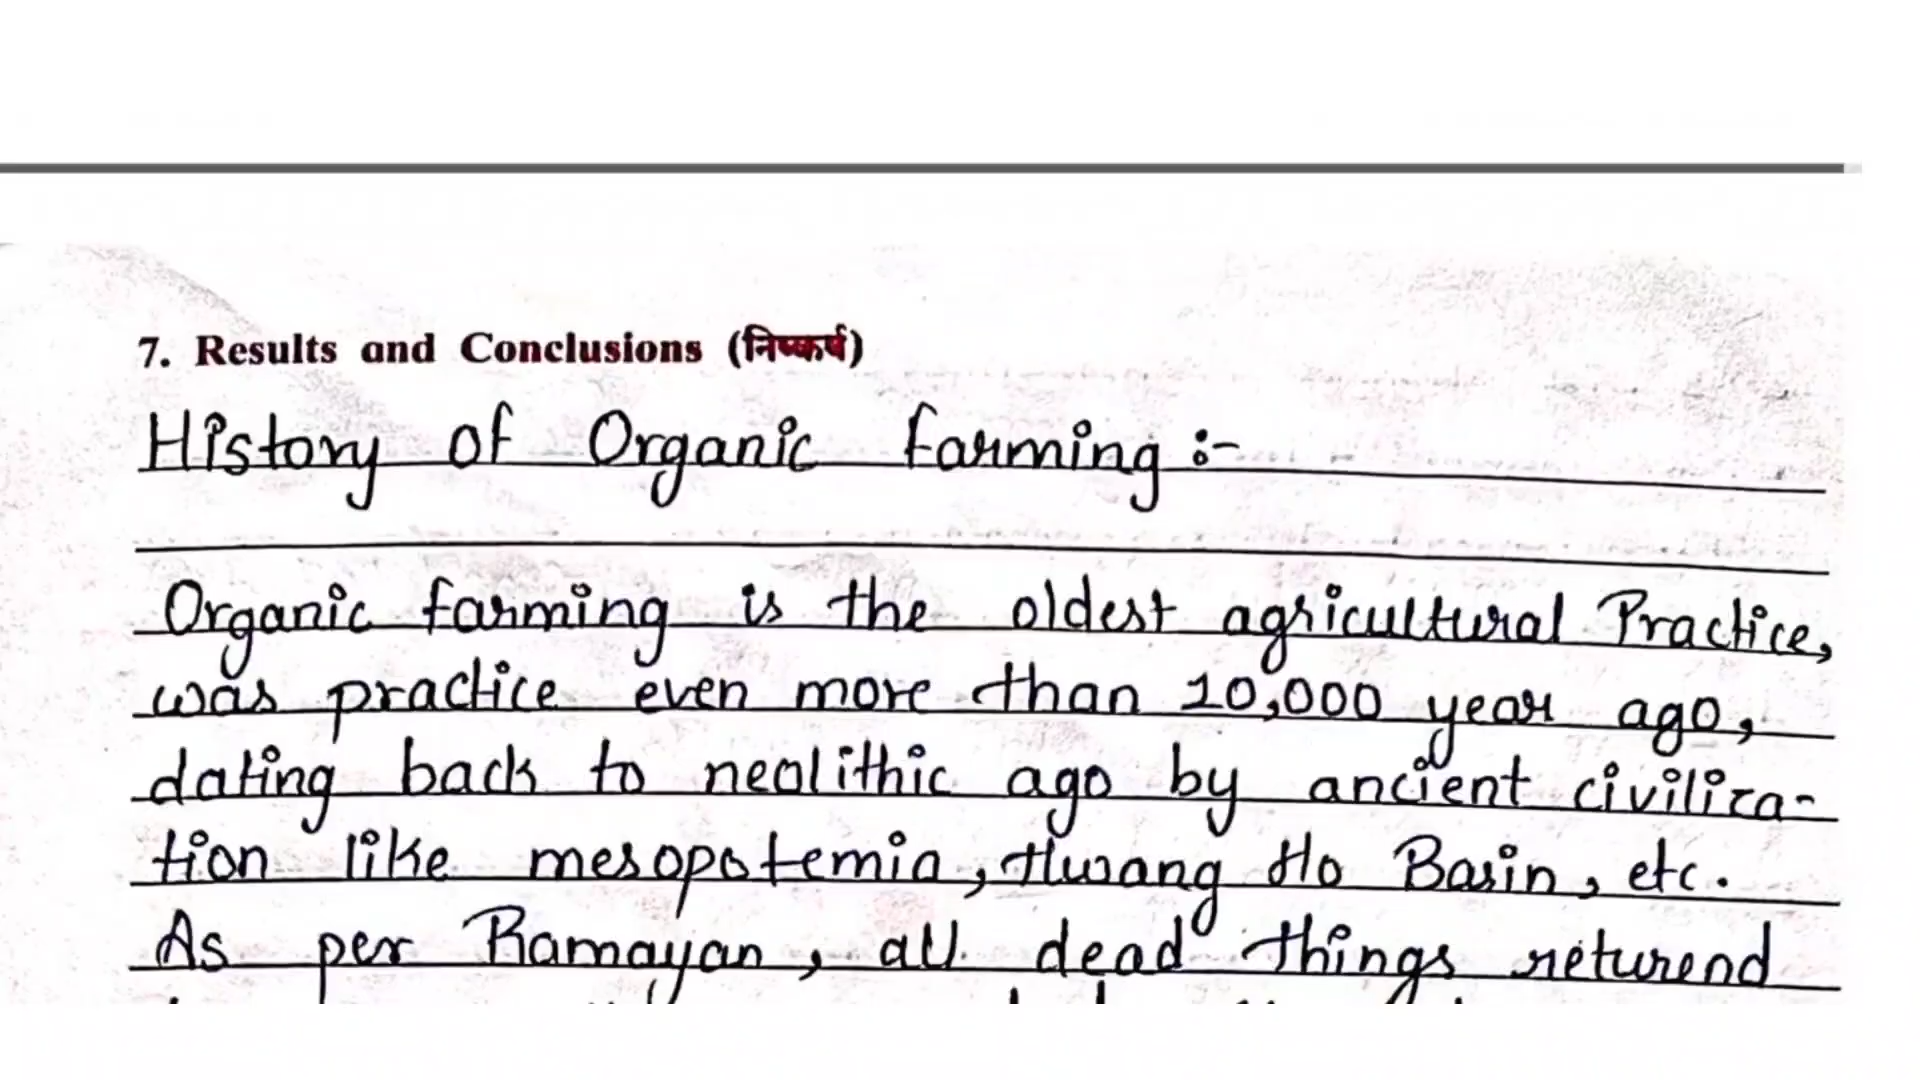 7. Results and Conclusions (निष्कर्ष)
History of Organic farming :-
Organic farming is the oldest agricultural Practice,
was practice even more than 10,000 year ago,
dating back to neolithic ago by ancient civiliza-
tion like mesopotemia, Hwang Ho Basin, etc.
As per Ramayan, all dead things returend